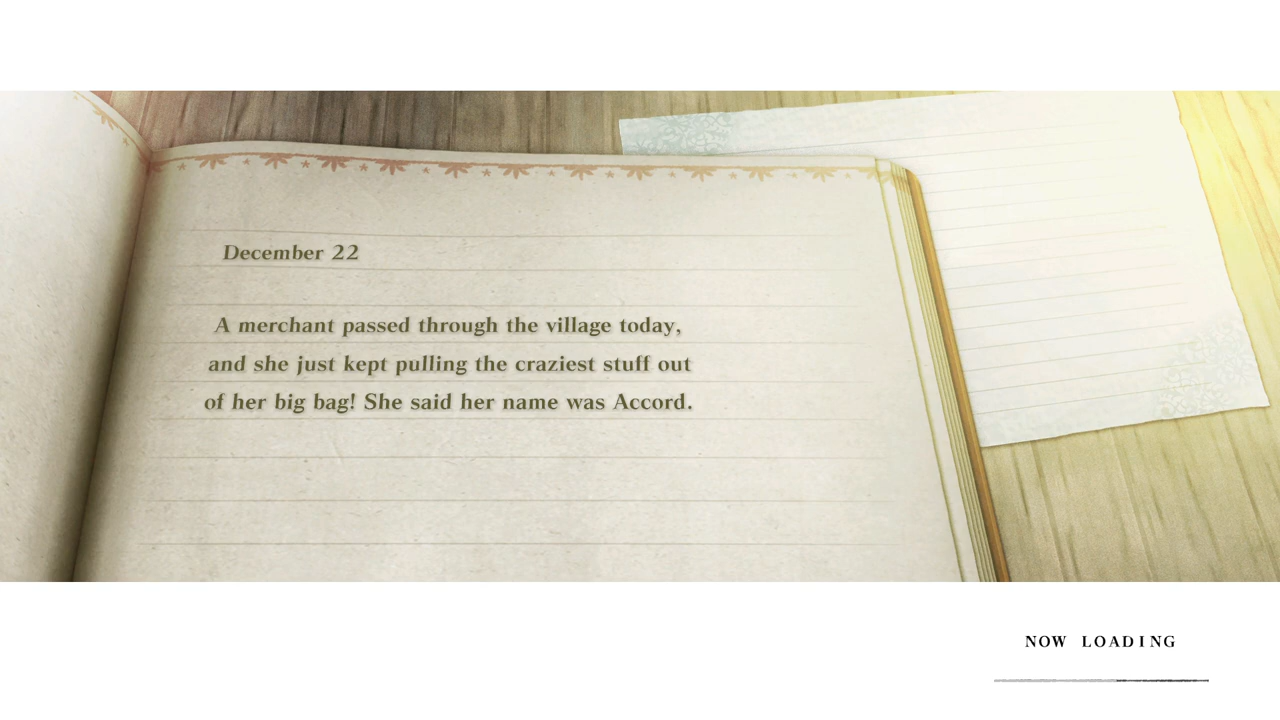 December 22
A merchant passed through the village today,
and she just kept pulling the craziest stuff out
of her big bag! She said her name was Accord.
NOW LOADING